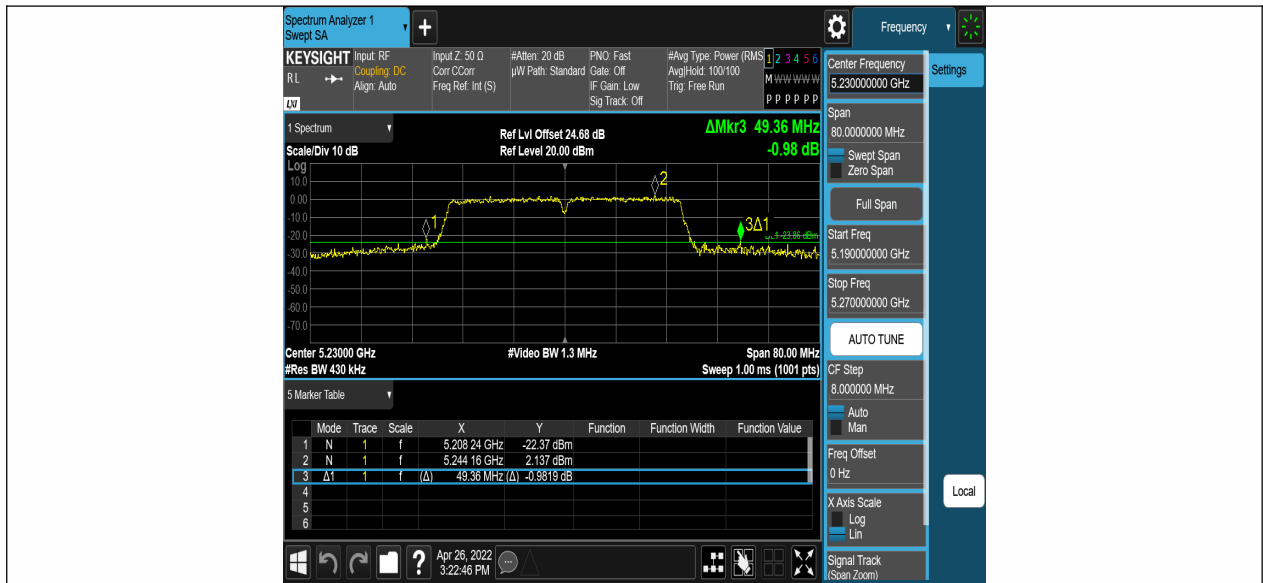 Spectrum Analyzer 1
Swept SA
+
Frequency
KEYSIGHT
RL
LXI
Input: RF
Coupling: DC
Align: Auto
Input Z: 50 Ω
Corr CCorr
Freq Ref: Int (S)
#Atten: 20 dB
µW Path: Standard
PNO: Fast
Gate: Off
IF Gain: Low
Sig Track: Off
#Avg Type: Power (RMS
Avg|Hold: 100/100
Trig: Free Run
1 2 3 4 5 6
M W W W W W
P P P P P P
1 Spectrum
Scale/Div 10 dB
Ref Lvl Offset 24.68 dB
Ref Level 20.00 dBm
ΔMkr3 49.36 MHz
-0.98 dB
Log
10.0
0.00
-10.0
-20.0
-30.0
-40.0
-50.0
-60.0
-70.0
1
2
3Δ1
-23.86 dBm
Center 5.23000 GHz
#Video BW 1.3 MHz
Span 80.00 MHz
#Res BW 430 kHz
Sweep 1.00 ms (1001 pts)
5 Marker Table
Mode Trace Scale X Y Function Function Width Function Value
1 N 1 f 5.208 24 GHz -22.37 dBm
2 N 1 f 5.244 16 GHz 2.137 dBm
3 Δ1 1 f (Δ) 49.36 MHz (Δ) -0.9819 dB
4
5
6
?
Apr 26, 2022
3:22:46 PM
Center Frequency
5.230000000 GHz
Settings
Span
80.0000000 MHz
Swept Span
Zero Span
Full Span
Start Freq
5.190000000 GHz
Stop Freq
5.270000000 GHz
AUTO TUNE
CF Step
8.000000 MHz
Auto
Man
Freq Offset
0 Hz
X Axis Scale
Log
Lin
Signal Track
(Span Zoom)
Local